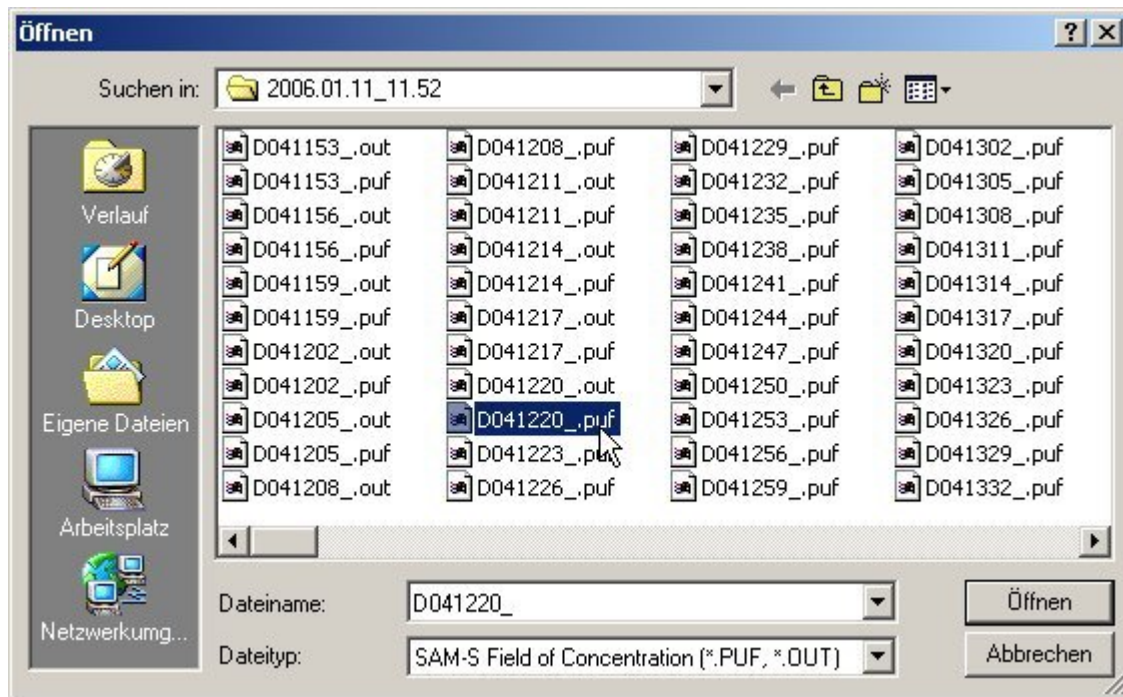 Öffnen
Suchen in: 2006.01.11_11.52
Verlauf
Desktop
Eigene Dateien
Arbeitsplatz
Netzwerkumg...
D041153_.out
D041153_.puf
D041156_.out
D041156_.puf
D041159_.out
D041159_.puf
D041202_.out
D041202_.puf
D041205_.out
D041205_.puf
D041208_.out
D041208_.puf
D041211_.out
D041211_.puf
D041214_.out
D041214_.puf
D041217_.out
D041217_.puf
D041220_.out
D041220_.puf
D041223_.puf
D041226_.puf
D041229_.puf
D041232_.puf
D041235_.puf
D041238_.puf
D041241_.puf
D041244_.puf
D041247_.puf
D041250_.puf
D041253_.puf
D041256_.puf
D041259_.puf
D041302_.puf
D041305_.puf
D041308_.puf
D041311_.puf
D041314_.puf
D041317_.puf
D041320_.puf
D041323_.puf
D041326_.puf
D041329_.puf
D041332_.puf
Dateiname: D041220_
Öffnen
Dateityp: SAM-S Field of Concentration (*.PUF, *.OUT)
Abbrechen